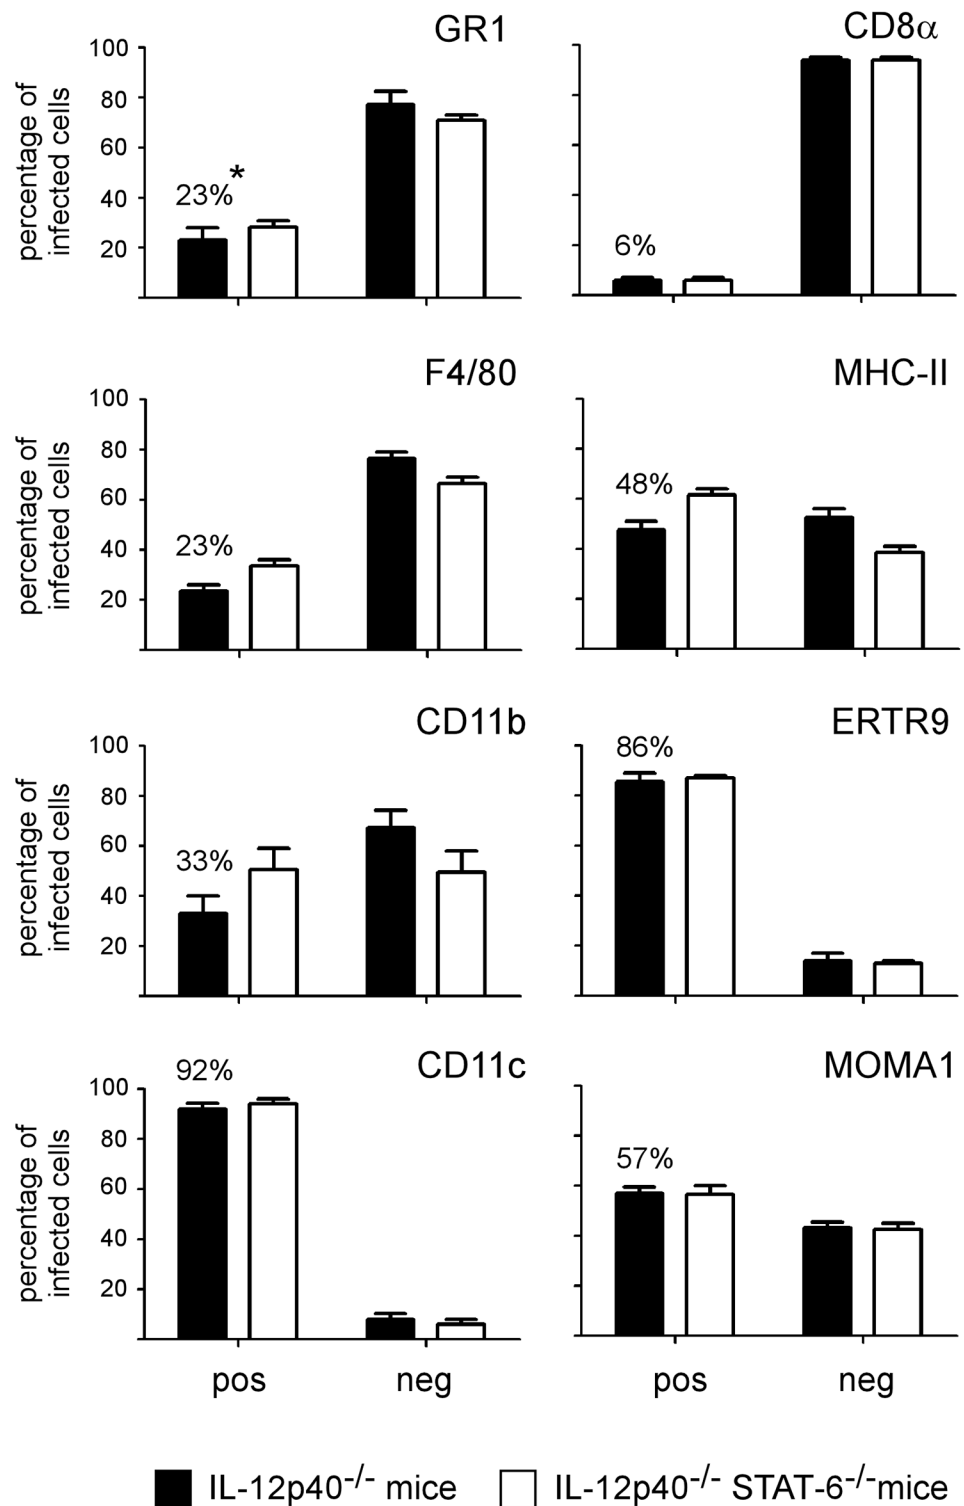 GR1
percentage of
infected cells
100
80
60
40
20
23%
*
CD8α
6%
F4/80
percentage of
infected cells
100
80
60
40
20
23%
MHC-II
48%
CD11b
percentage of
infected cells
100
80
60
40
20
33%
ERTR9
86%
CD11c
percentage of
infected cells
100
80
60
40
20
92%
MOMA1
57%
pos neg pos neg
IL-12p40-/- mice IL-12p40-/- STAT-6-/-mice